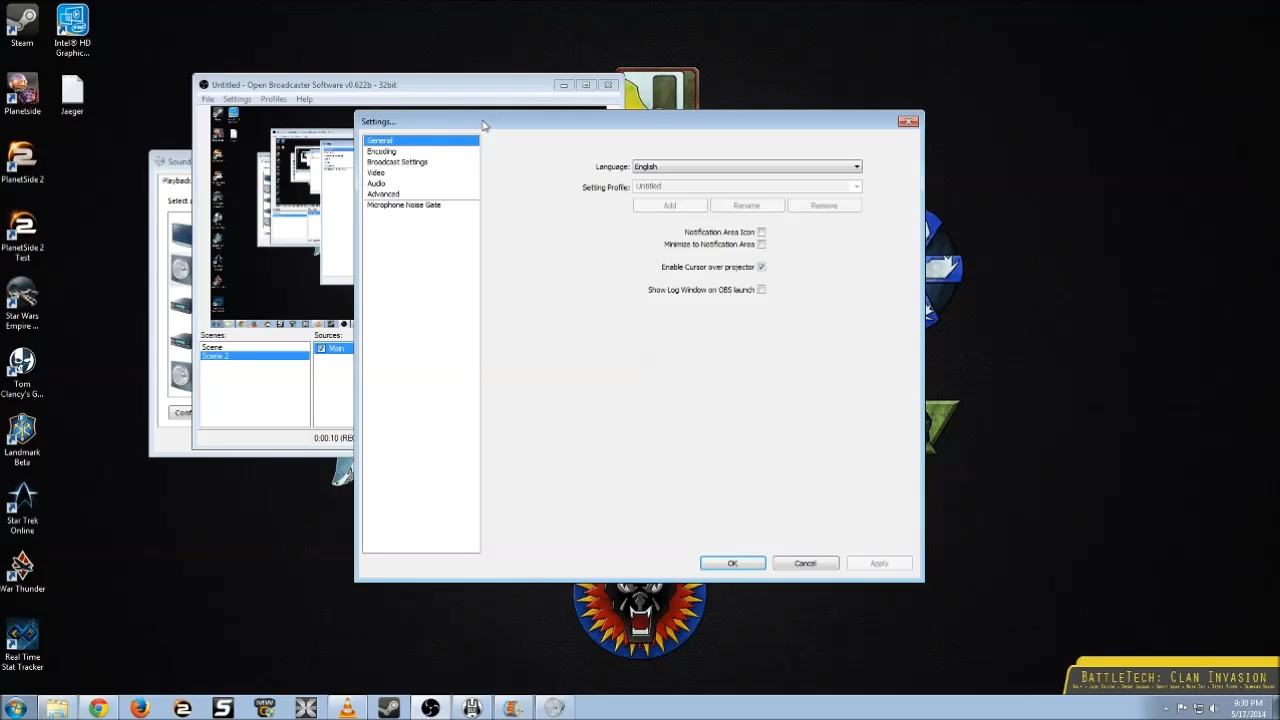 Steam
Intel® HD
Graphic...
Planetside
Jaeger
PlanetSide 2
PlanetSide 2
Test
Star Wars
Empire ...
Tom
Clancy's G...
Landmark
Beta
Star Trek
Online
War Thunder
Real Time
Stat Tracker
Sound
Playback
Select a
Conf
Untitled - Open Broadcaster Software v0.622b - 32bit
File Settings Profiles Help
Scenes:
Sources:
Scene
Scene 2
Main
0:00:10 (REC
Settings...
General
Encoding
Broadcast Settings
Video
Audio
Advanced
Microphone Noise Gate
Language: English
Setting Profile: Untitled
Add Rename Remove
Notification Area Icon
Minimize to Notification Area
Enable Cursor over projector
Show Log Window on OBS launch
OK Cancel Apply
BattleTech: Clan Invasion
9:30 PM
5/17/2014